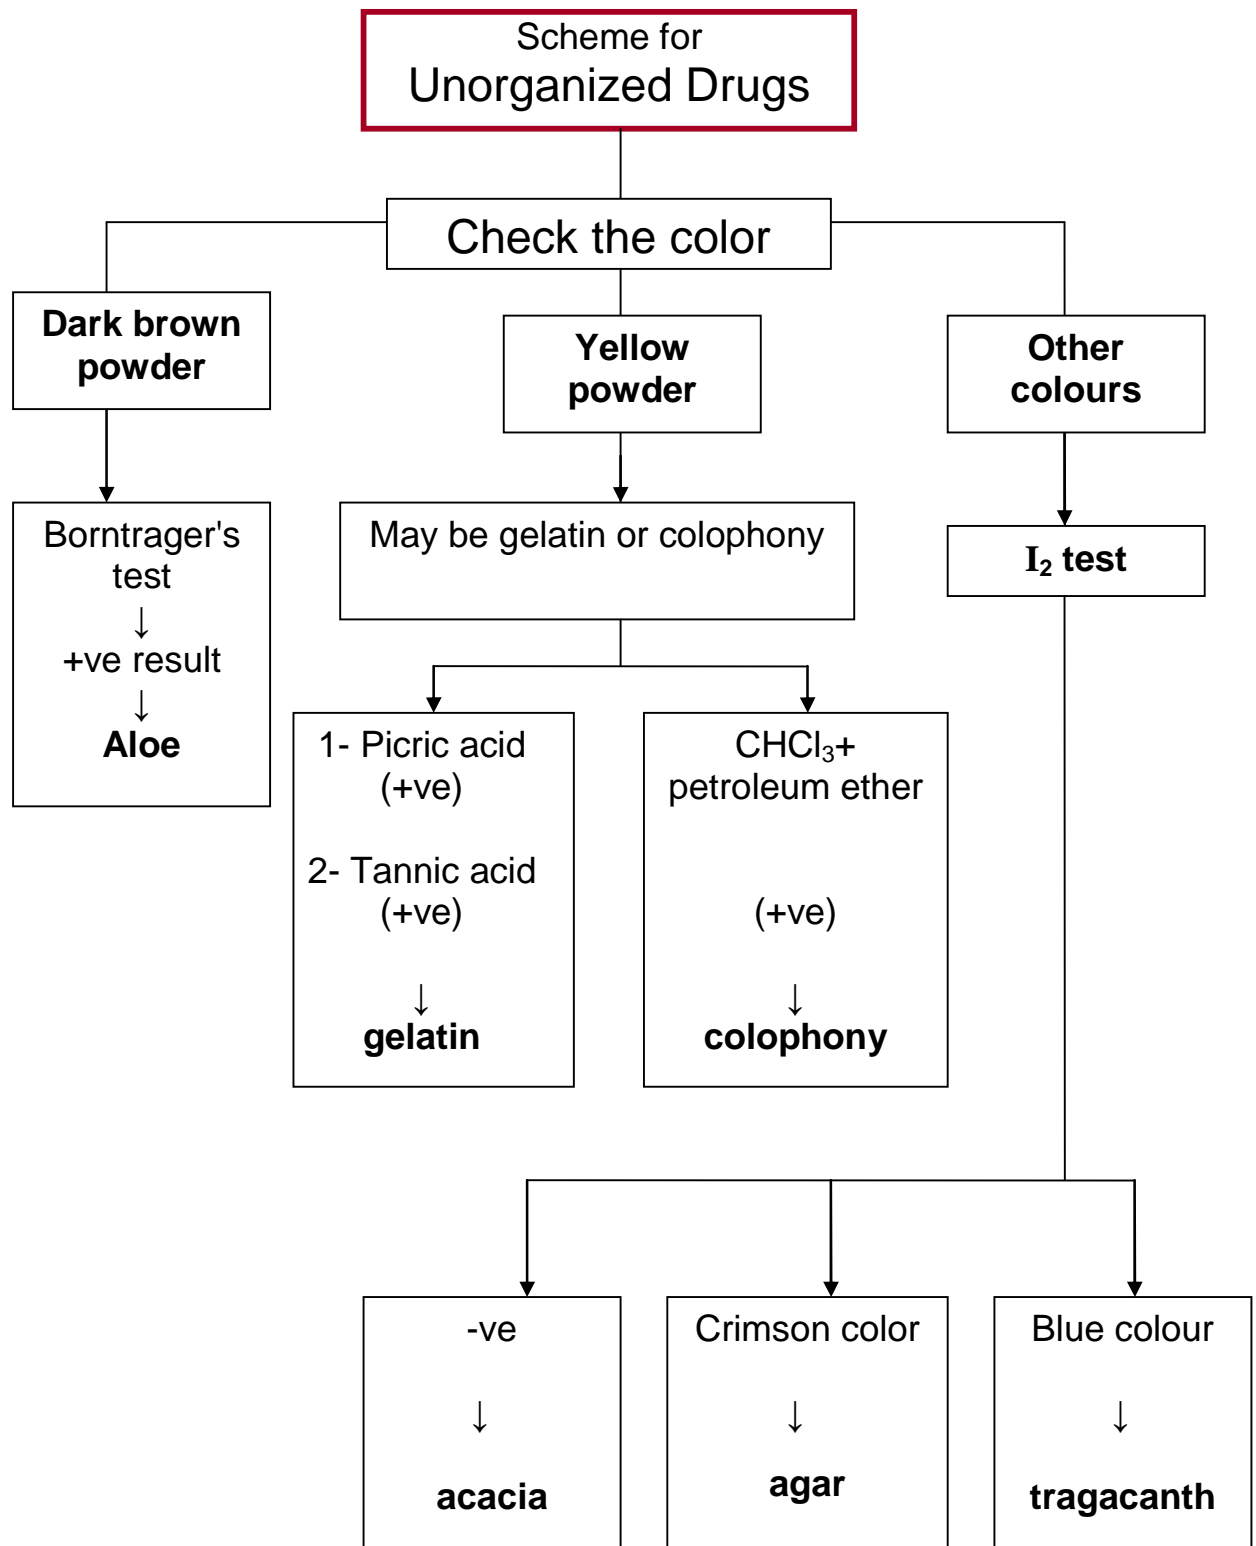 Scheme for
Unorganized Drugs
Check the color
Dark brown
powder
Yellow
powder
Other
colours
Borntrager's
test
↓
+ve result
↓
Aloe
May be gelatin or colophony
I₂ test
1- Picric acid
(+ve)
2- Tannic acid
(+ve)
↓
gelatin
CHCl₃+
petroleum ether
(+ve)
↓
colophony
-ve
↓
acacia
Crimson color
↓
agar
Blue colour
↓
tragacanth